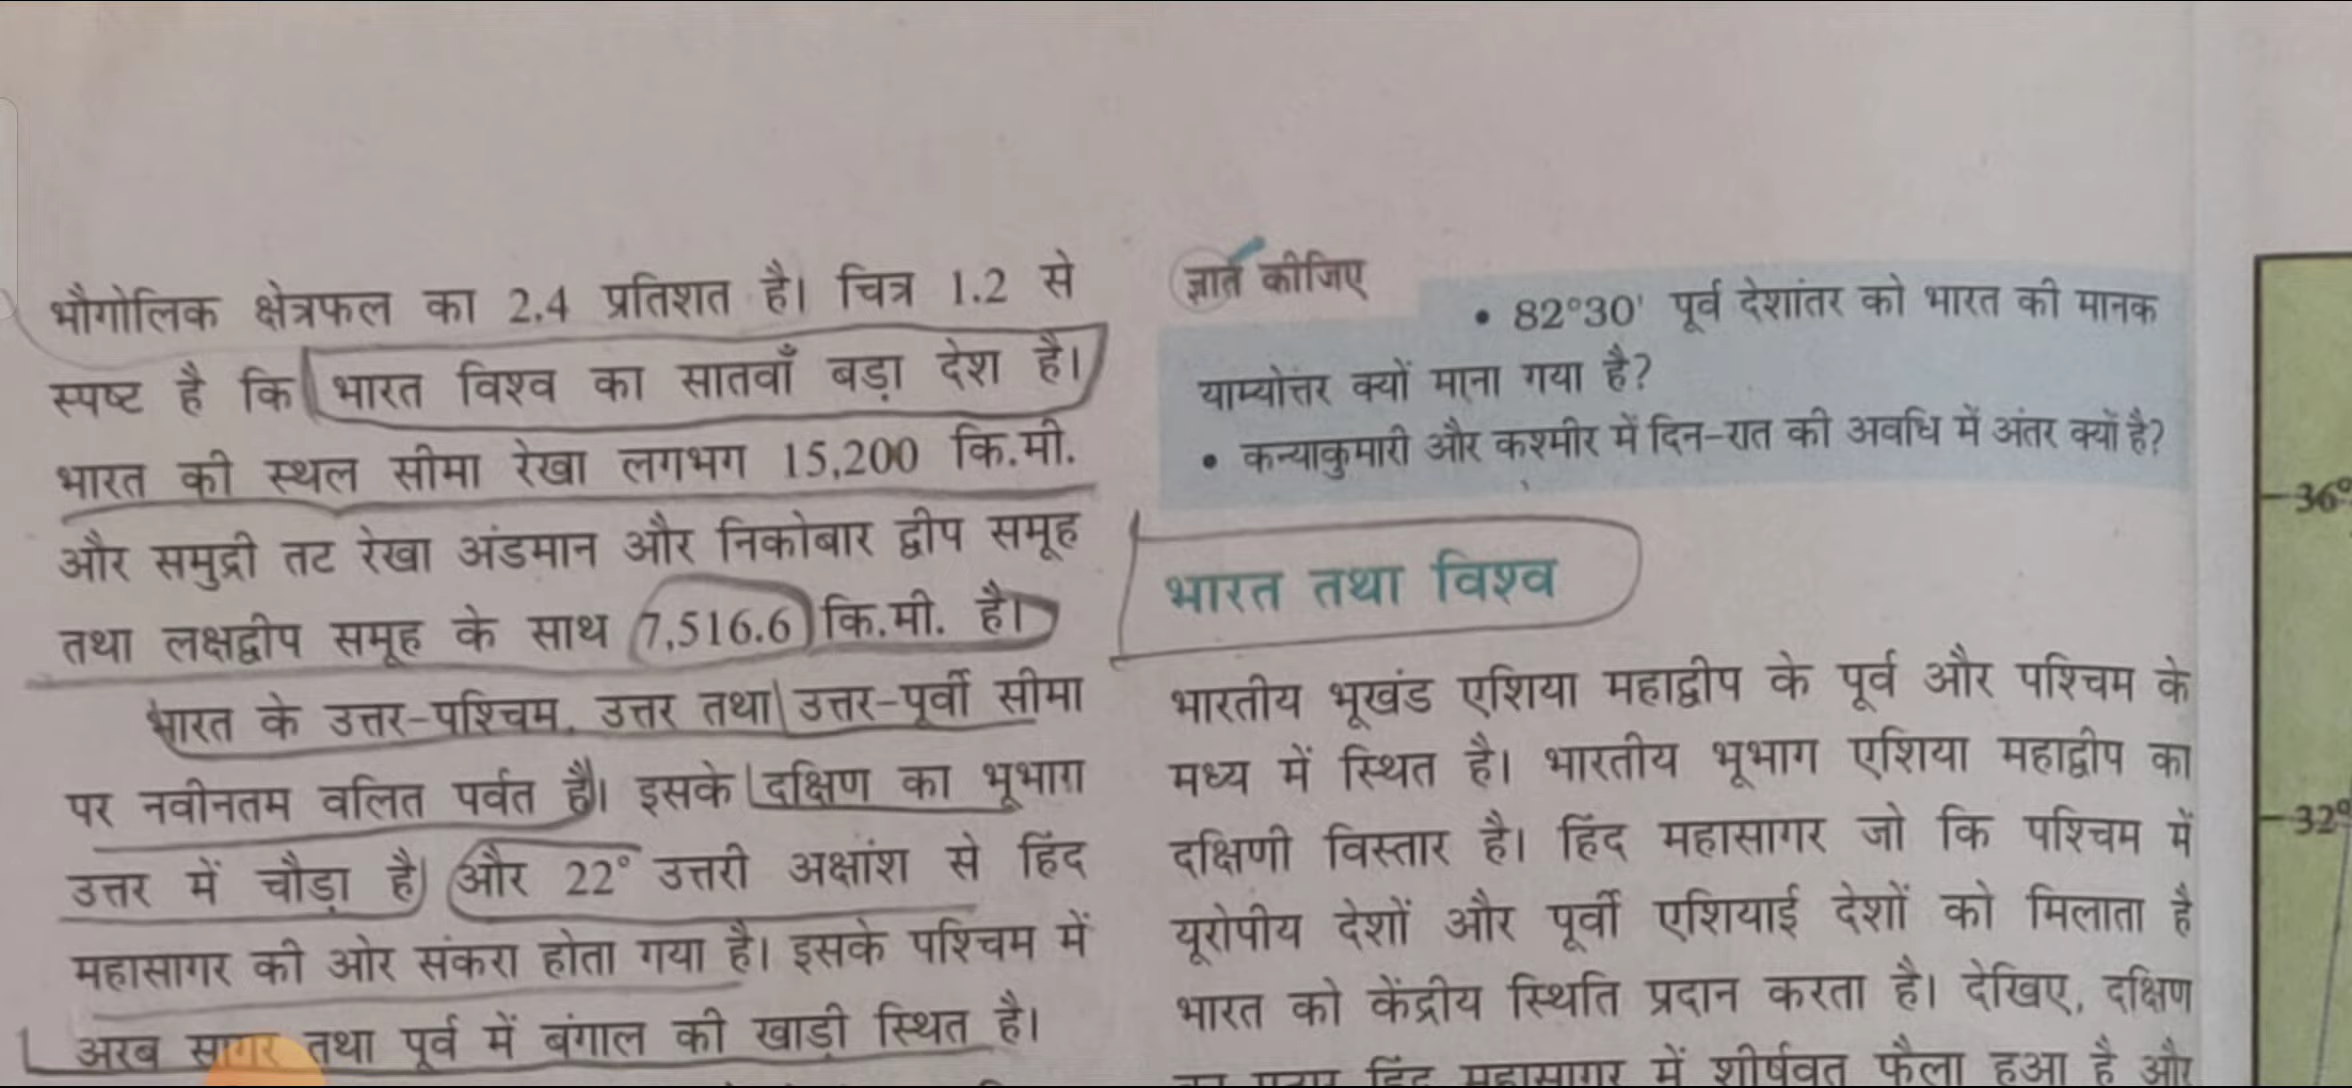 भौगोलिक क्षेत्रफल का 2.4 प्रतिशत है। चित्र 1.2 से
स्पष्ट है कि भारत विश्व का सातवाँ बड़ा देश है।
भारत की स्थल सीमा रेखा लगभग 15,200 कि.मी.
और समुद्री तट रेखा अंडमान और निकोबार द्वीप समूह
तथा लक्षद्वीप समूह के साथ 7,516.6 कि.मी. है।
भारत के उत्तर-पश्चिम, उत्तर तथा उत्तर-पूर्वी सीमा
पर नवीनतम वलित पर्वत है। इसके दक्षिण का भूभाग
उत्तर में चौड़ा है और 22° उत्तरी अक्षांश से हिंद
महासागर की ओर संकरा होता गया है। इसके पश्चिम में
अरब सागर तथा पूर्व में बंगाल की खाड़ी स्थित है।
ज्ञात कीजिए
• 82°30' पूर्व देशांतर को भारत की मानक
याम्योत्तर क्यों माना गया है?
• कन्याकुमारी और कश्मीर में दिन-रात की अवधि में अंतर क्यों है?
भारत तथा विश्व
भारतीय भूखंड एशिया महाद्वीप के पूर्व और पश्चिम के
मध्य में स्थित है। भारतीय भूभाग एशिया महाद्वीप का
दक्षिणी विस्तार है। हिंद महासागर जो कि पश्चिम में
यूरोपीय देशों और पूर्वी एशियाई देशों को मिलाता है
भारत को केंद्रीय स्थिति प्रदान करता है। देखिए, दक्षिण
हिंद महासागर में शीर्षवत फैला हुआ है और
36°
32°